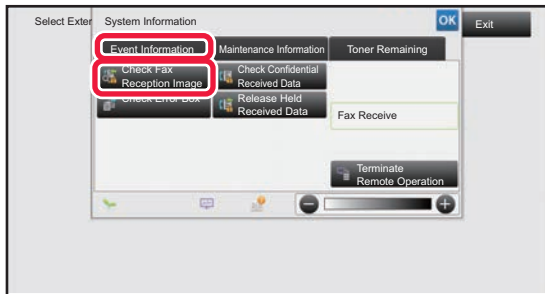 Select Exter
System Information
OK
Exit
Event Information
Maintenance Information
Toner Remaining
Check Fax
Reception Image
Check Confidential
Received Data
Check Error Box
Release Held
Received Data
Fax Receive
Terminate
Remote Operation